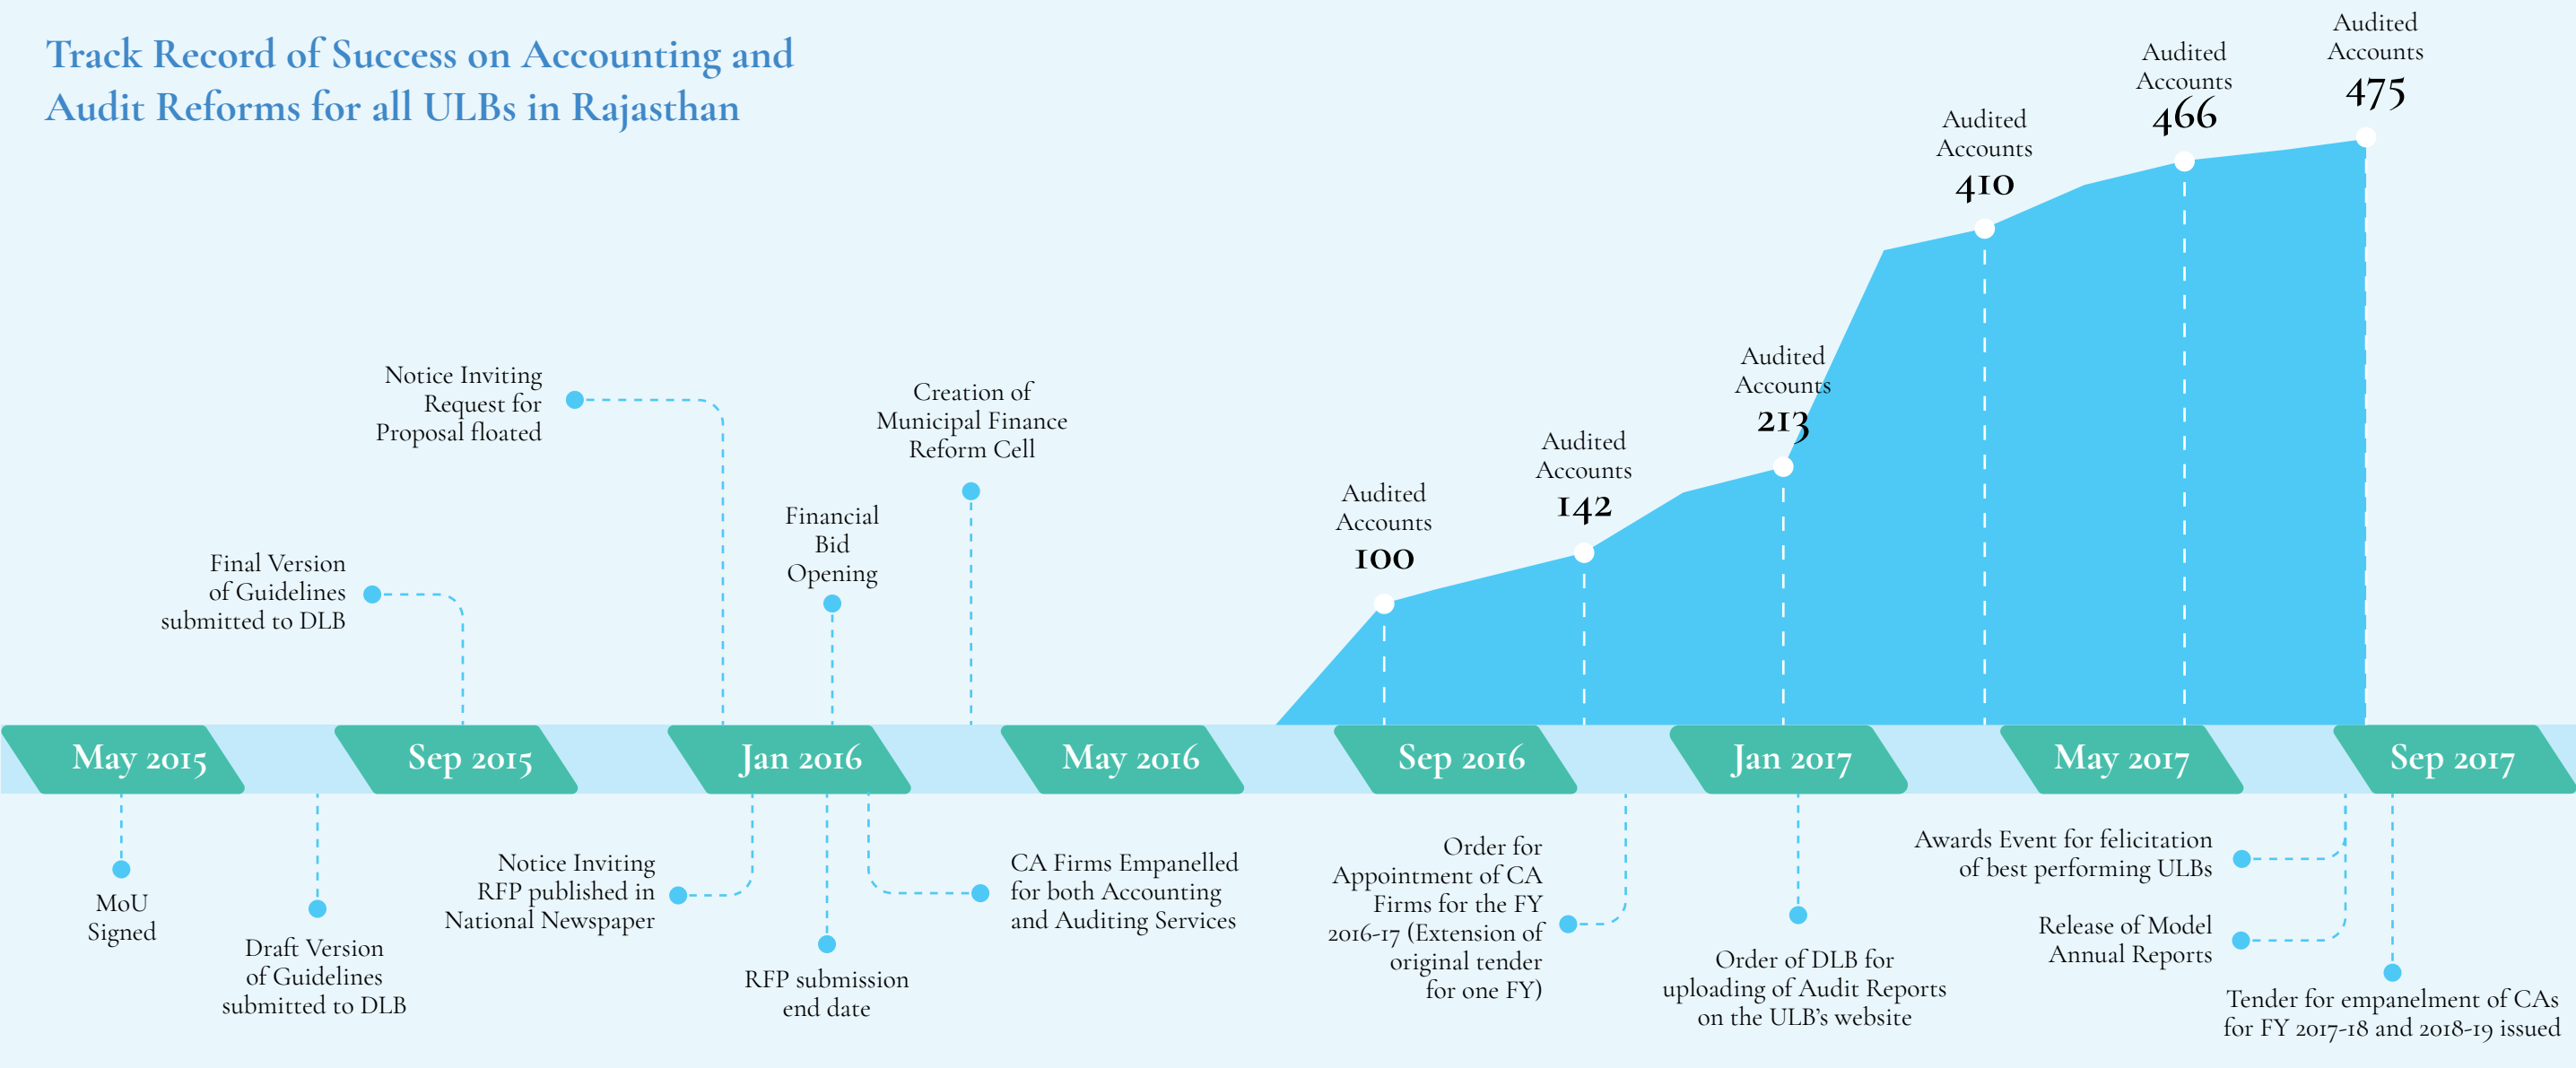 Track Record of Success on Accounting and
Audit Reforms for all ULBs in Rajasthan
Notice Inviting
Request for
Proposal floated
Final Version
of Guidelines
submitted to DLB
Financial
Bid
Opening
Creation of
Municipal Finance
Reform Cell
Audited
Accounts
100
Audited
Accounts
142
Audited
Accounts
213
Audited
Accounts
410
Audited
Accounts
466
Audited
Accounts
475
May 2015
Sep 2015
Jan 2016
May 2016
Sep 2016
Jan 2017
May 2017
Sep 2017
MoU
Signed
Draft Version
of Guidelines
submitted to DLB
Notice Inviting
RFP published in
National Newspaper
RFP submission
end date
CA Firms Empanelled
for both Accounting
and Auditing Services
Order for
Appointment of CA
Firms for the FY
2016-17 (Extension of
original tender
for one FY)
Order of DLB for
uploading of Audit Reports
on the ULB's website
Awards Event for felicitation
of best performing ULBs
Release of Model
Annual Reports
Tender for empanelment of CAs
for FY 2017-18 and 2018-19 issued